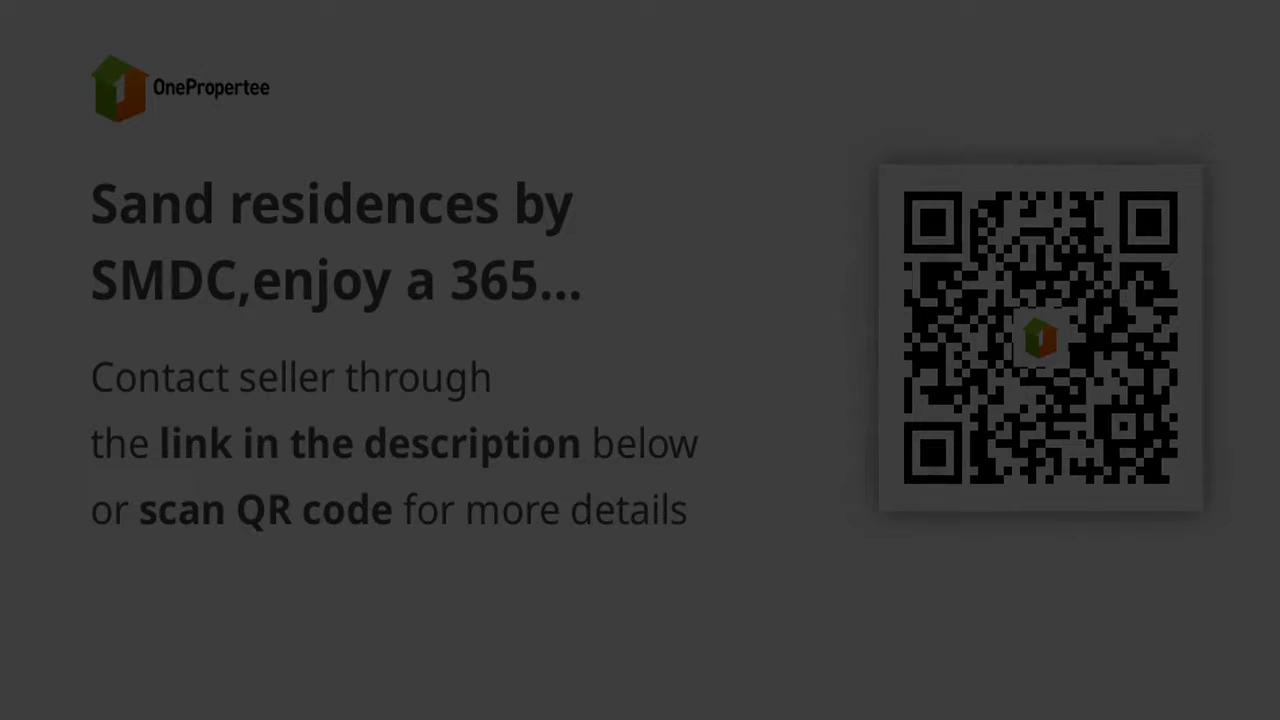 OnePropertee
Sand residences by
SMDC,enjoy a 365...
Contact seller through
the link in the description below
or scan QR code for more details